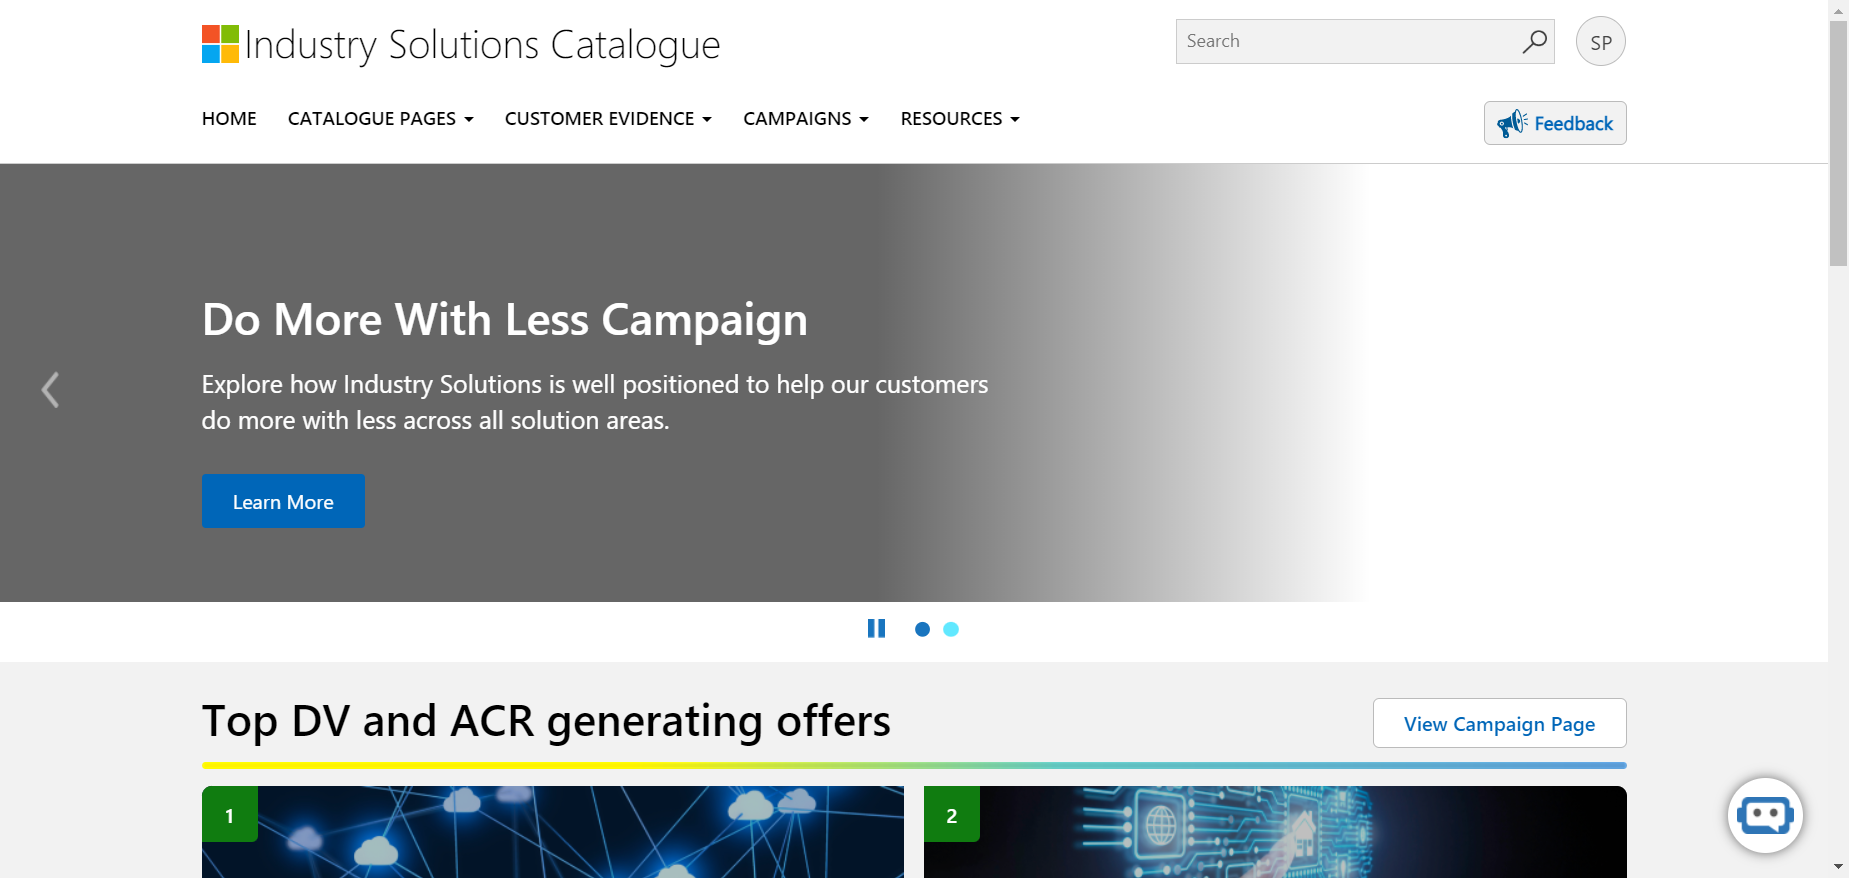 Industry Solutions Catalogue
Search
SP
HOME
CATALOGUE PAGES
CUSTOMER EVIDENCE
CAMPAIGNS
RESOURCES
Feedback
Do More With Less Campaign
Explore how Industry Solutions is well positioned to help our customers
do more with less across all solution areas.
Learn More
Top DV and ACR generating offers
View Campaign Page
1
2